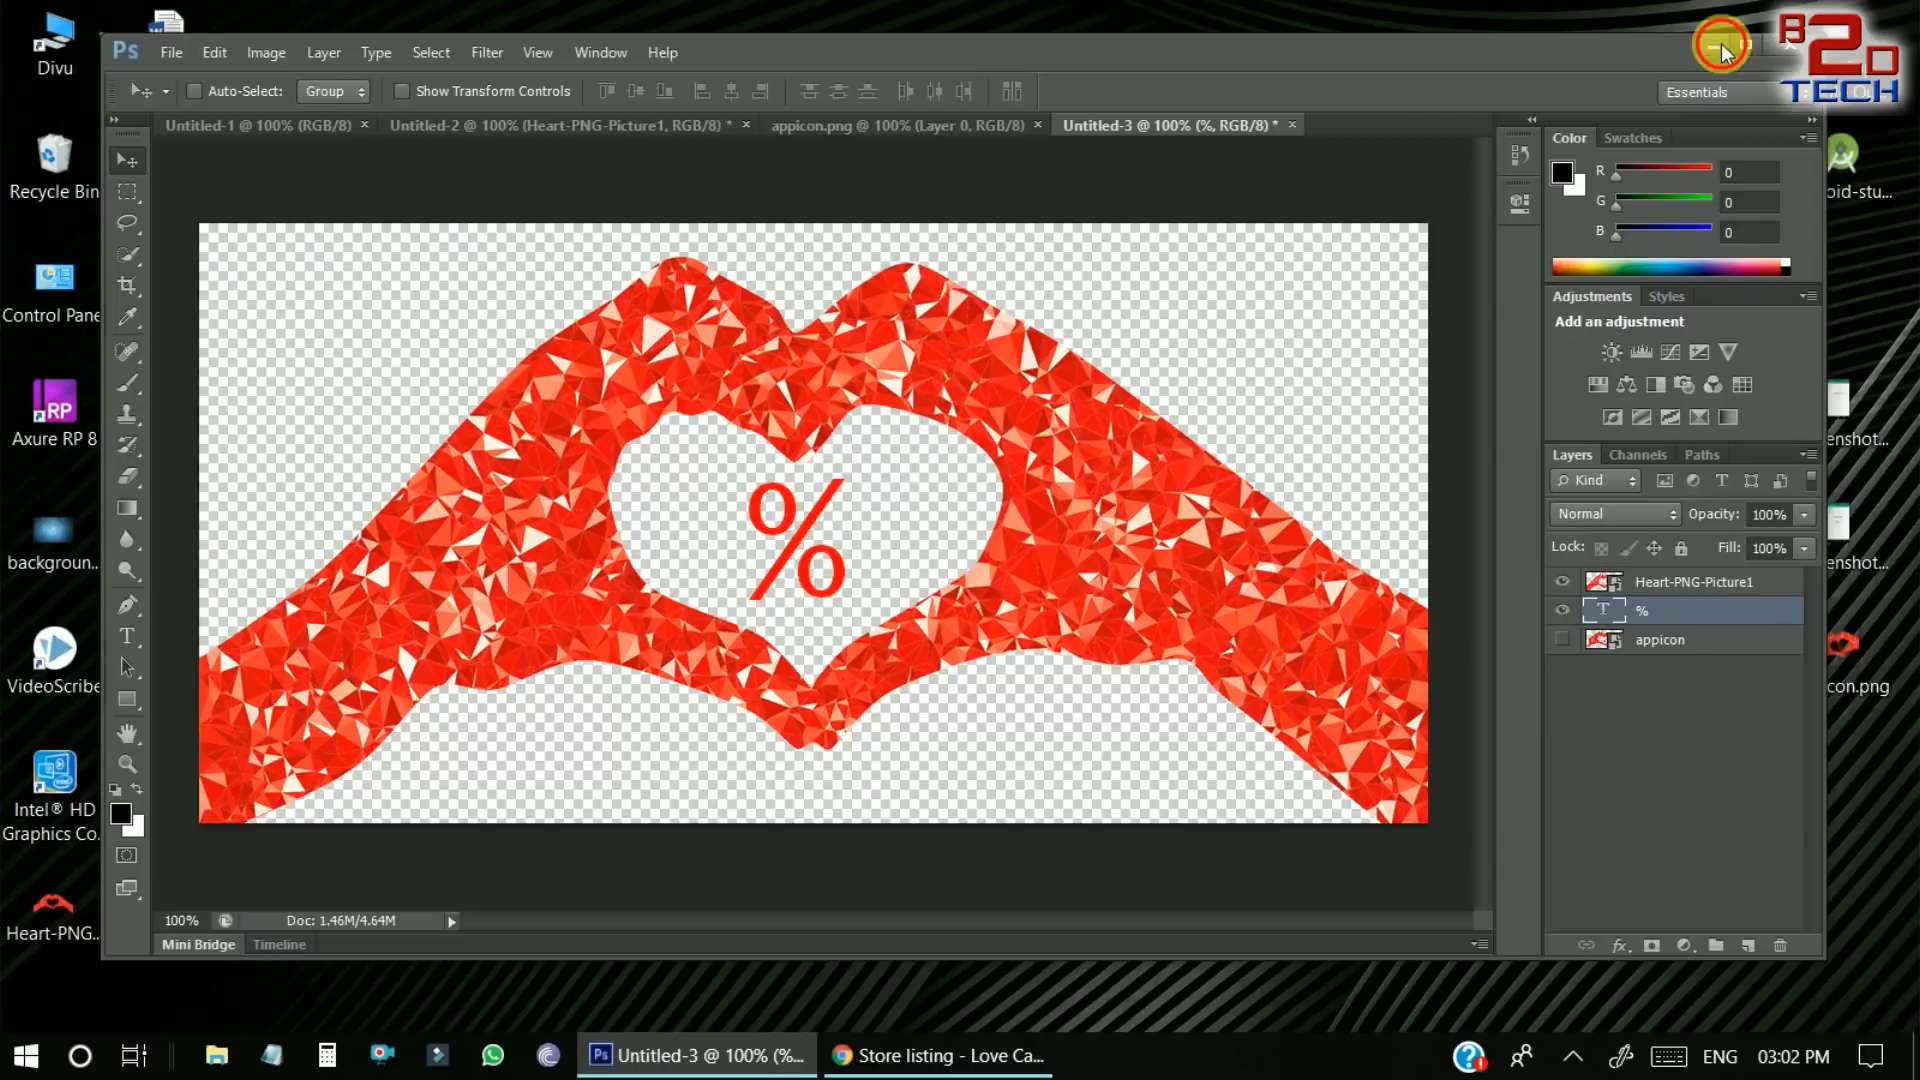 Divu
Recycle Bin
Control Pane
Axure RP 8
backgroun...
VideoScribe
Intel® HD
Graphics Co...
Heart-PNG...
Ps
File Edit Image Layer Type Select Filter View Window Help
Auto-Select: Group Show Transform Controls
Essentials
B2D
TECH
Untitled-1 @ 100% (RGB/8) × Untitled-2 @ 100% (Heart-PNG-Picture1, RGB/8) * × appicon.png @ 100% (Layer 0, RGB/8) × Untitled-3 @ 100% (%, RGB/8) * ×
Color Swatches
R 0
G 0
B 0
Adjustments Styles
Add an adjustment
Layers Channels Paths
Kind
Normal Opacity: 100%
Lock: Fill: 100%
Heart-PNG-Picture1
T %
appicon
%
100% Doc: 1.46M/4.64M
Mini Bridge Timeline
oid-stu...
enshot...
enshot...
con.png
RP
Ps Untitled-3 @ 100% (%... Store listing - Love Ca...
ENG 03:02 PM